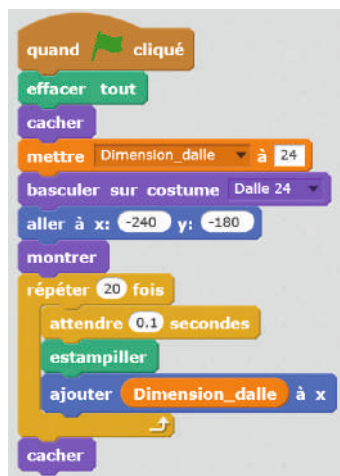 quand cliqué
effacer tout
cacher
mettre Dimension_dalle à 24
basculer sur costume Dalle 24
aller à x: -240 y: -180
montrer
répéter 20 fois
attendre 0.1 secondes
estampiller
ajouter Dimension_dalle à x
cacher